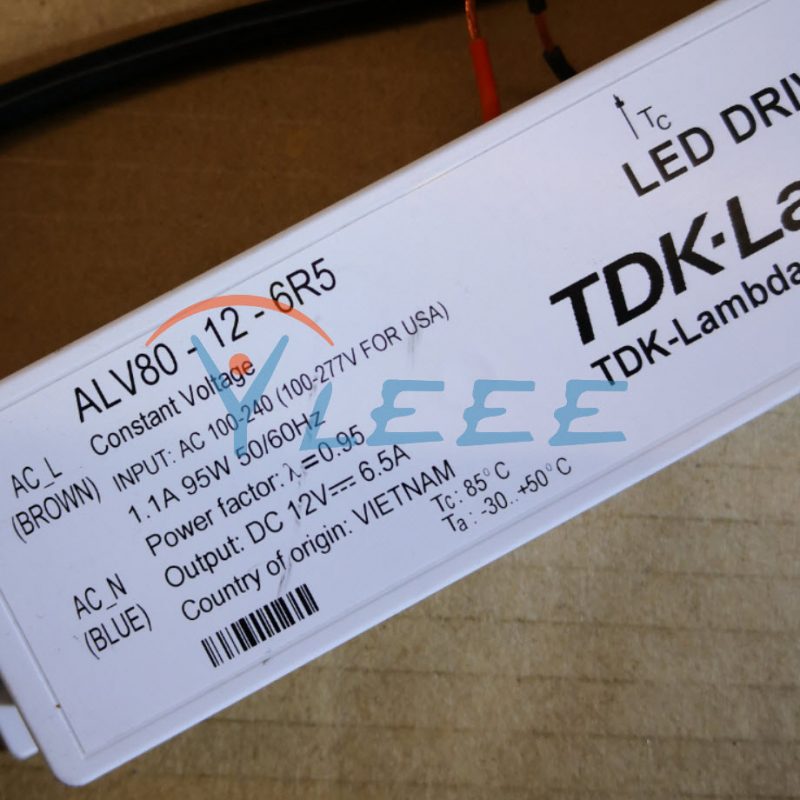 Tc
LED DRIV
TDK·La
TDK-Lambda
ALV80 - 12 - 6R5
Constant Voltage
INPUT: AC 100-240 (100-277V FOR USA)
1.1A 95W 50/60Hz
Power factor: λ=0.95
Output: DC 12V⎓ 6.5A
Country of origin: VIETNAM
Tc: 85°C
Ta: -30..+50°C
AC_L
(BROWN)
AC_N
(BLUE)
YLEEE